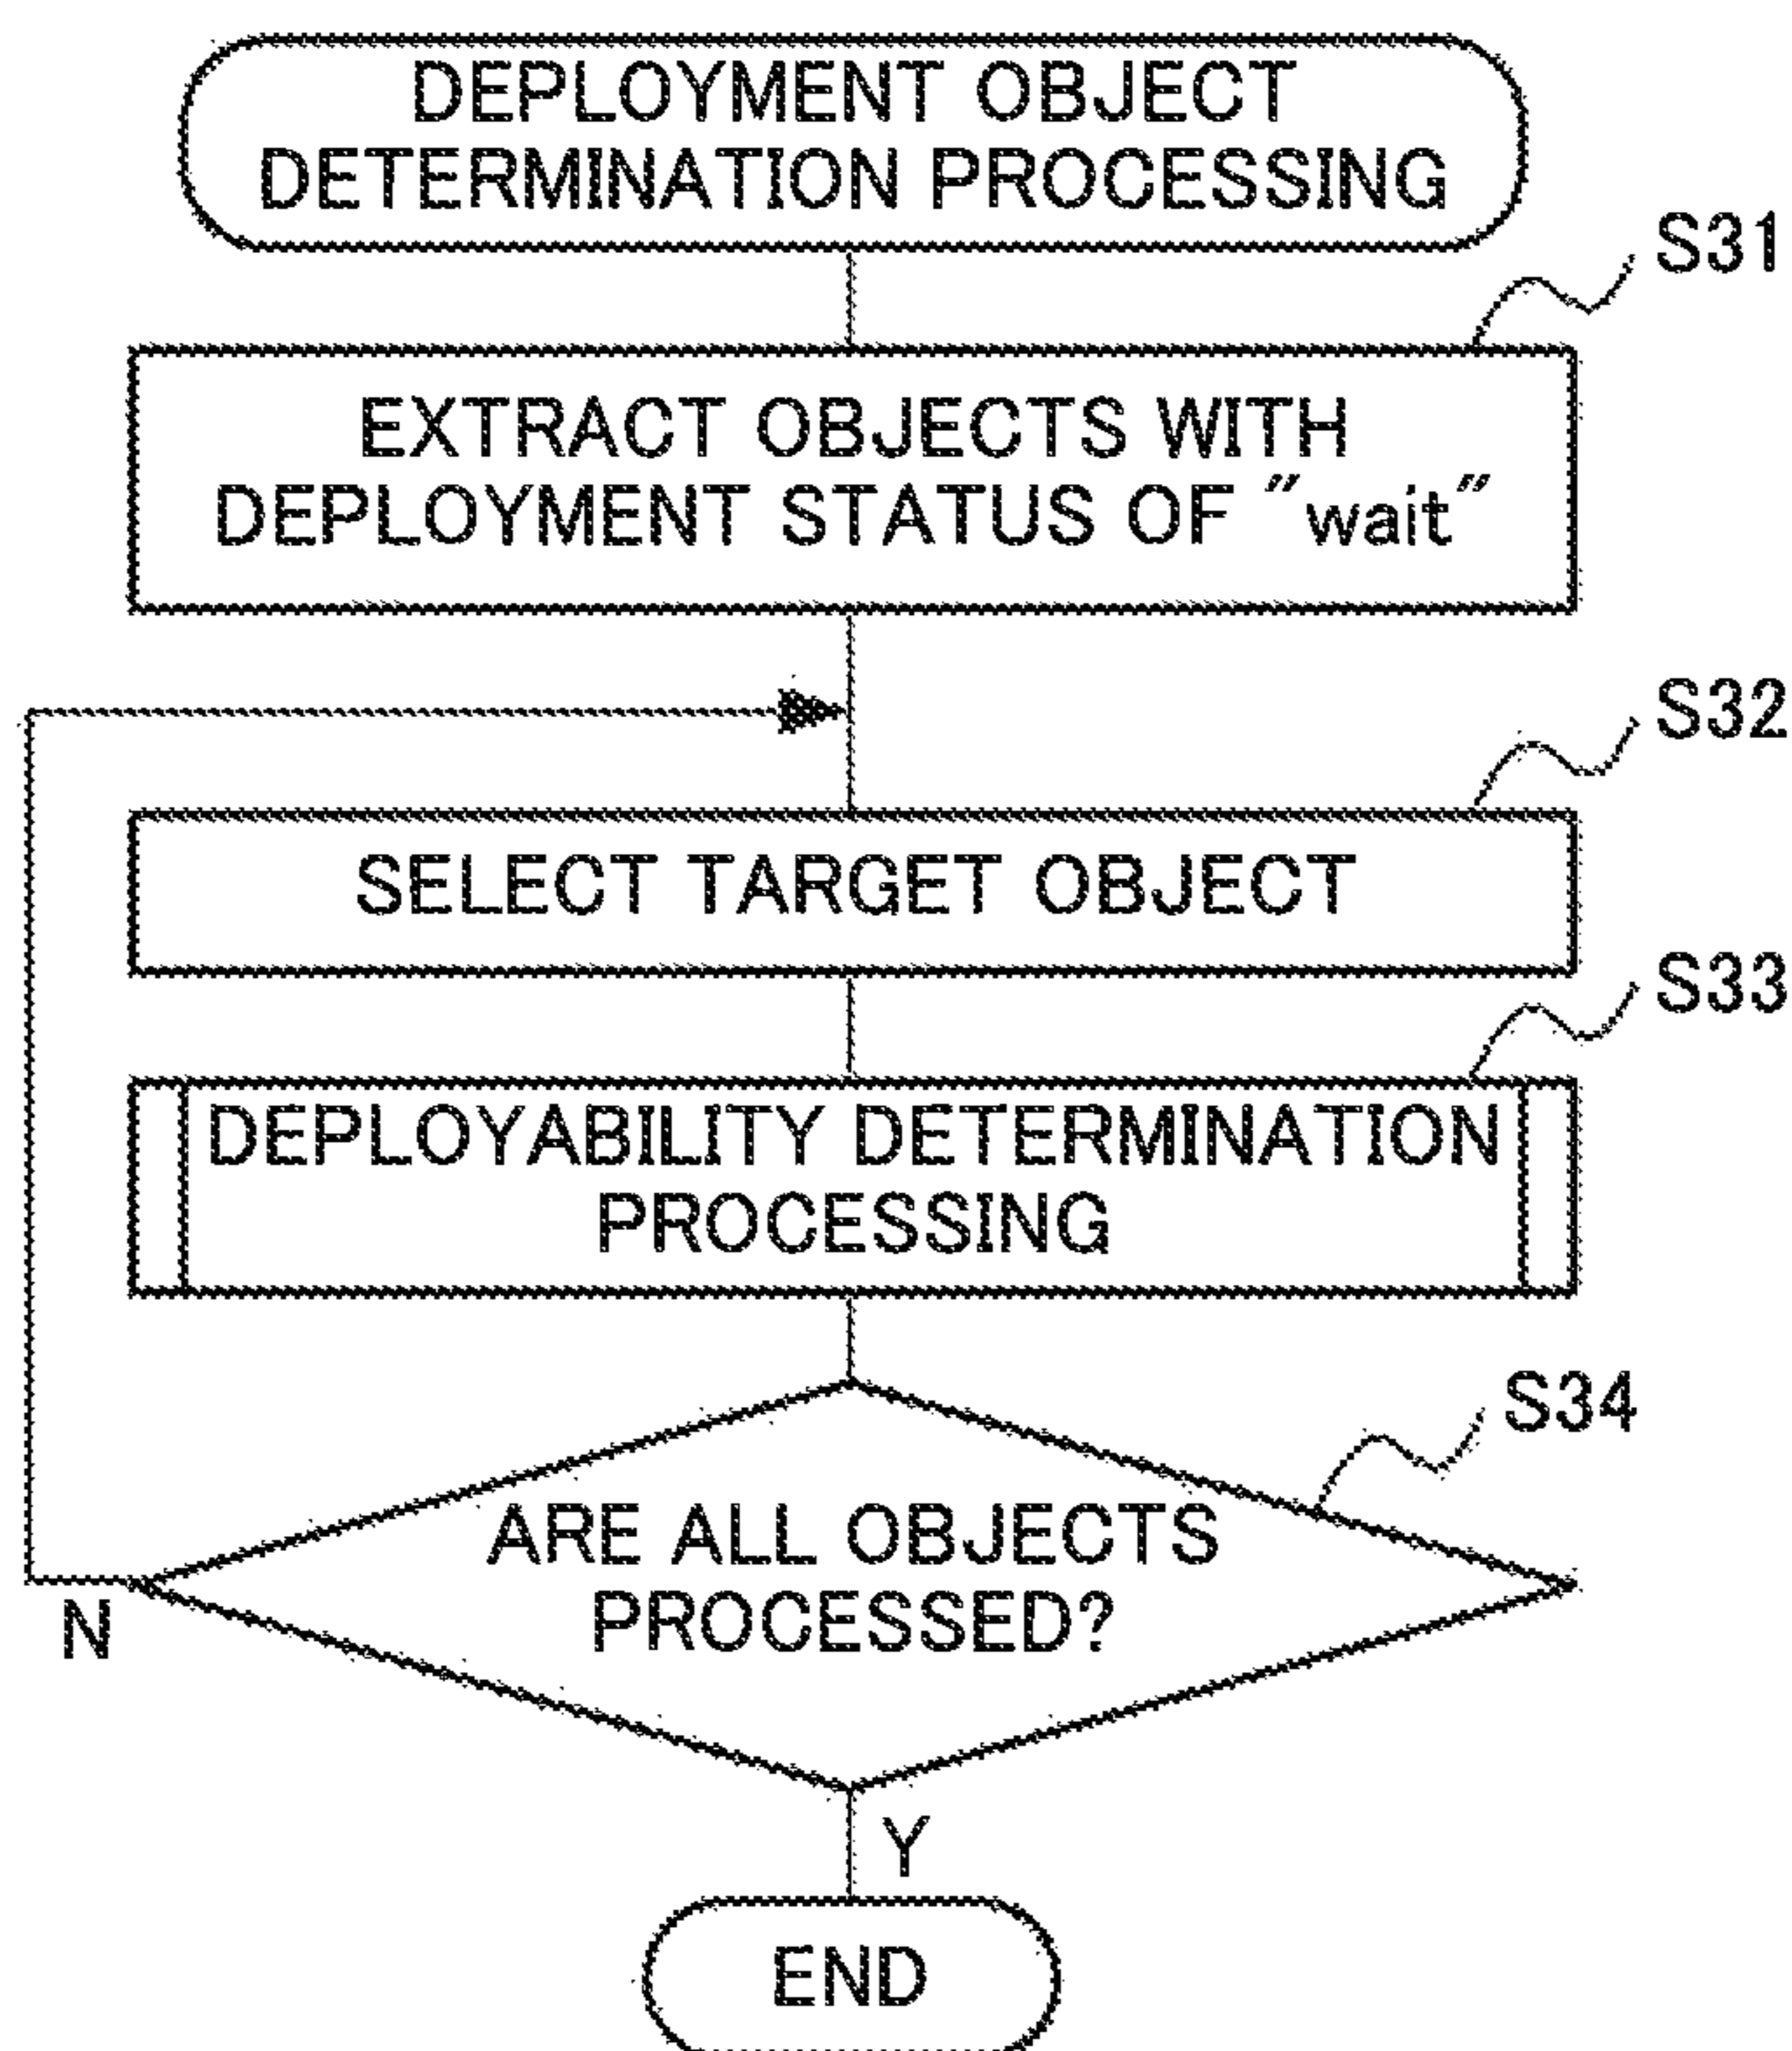 DEPLOYMENT OBJECT
DETERMINATION PROCESSING
S31
EXTRACT OBJECTS WITH
DEPLOYMENT STATUS OF "wait"
S32
SELECT TARGET OBJECT
S33
DEPLOYABILITY DETERMINATION
PROCESSING
S34
ARE ALL OBJECTS
PROCESSED?
N
Y
END